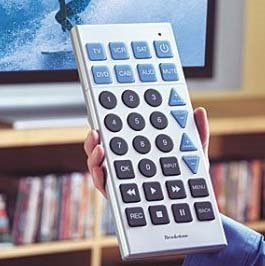 TV VCR SAT
DVD CAB AUD MUTE
1 2 3
4 5 6
7 8 9
OK 0 INPUT
MENU
REC BACK
Brookstone